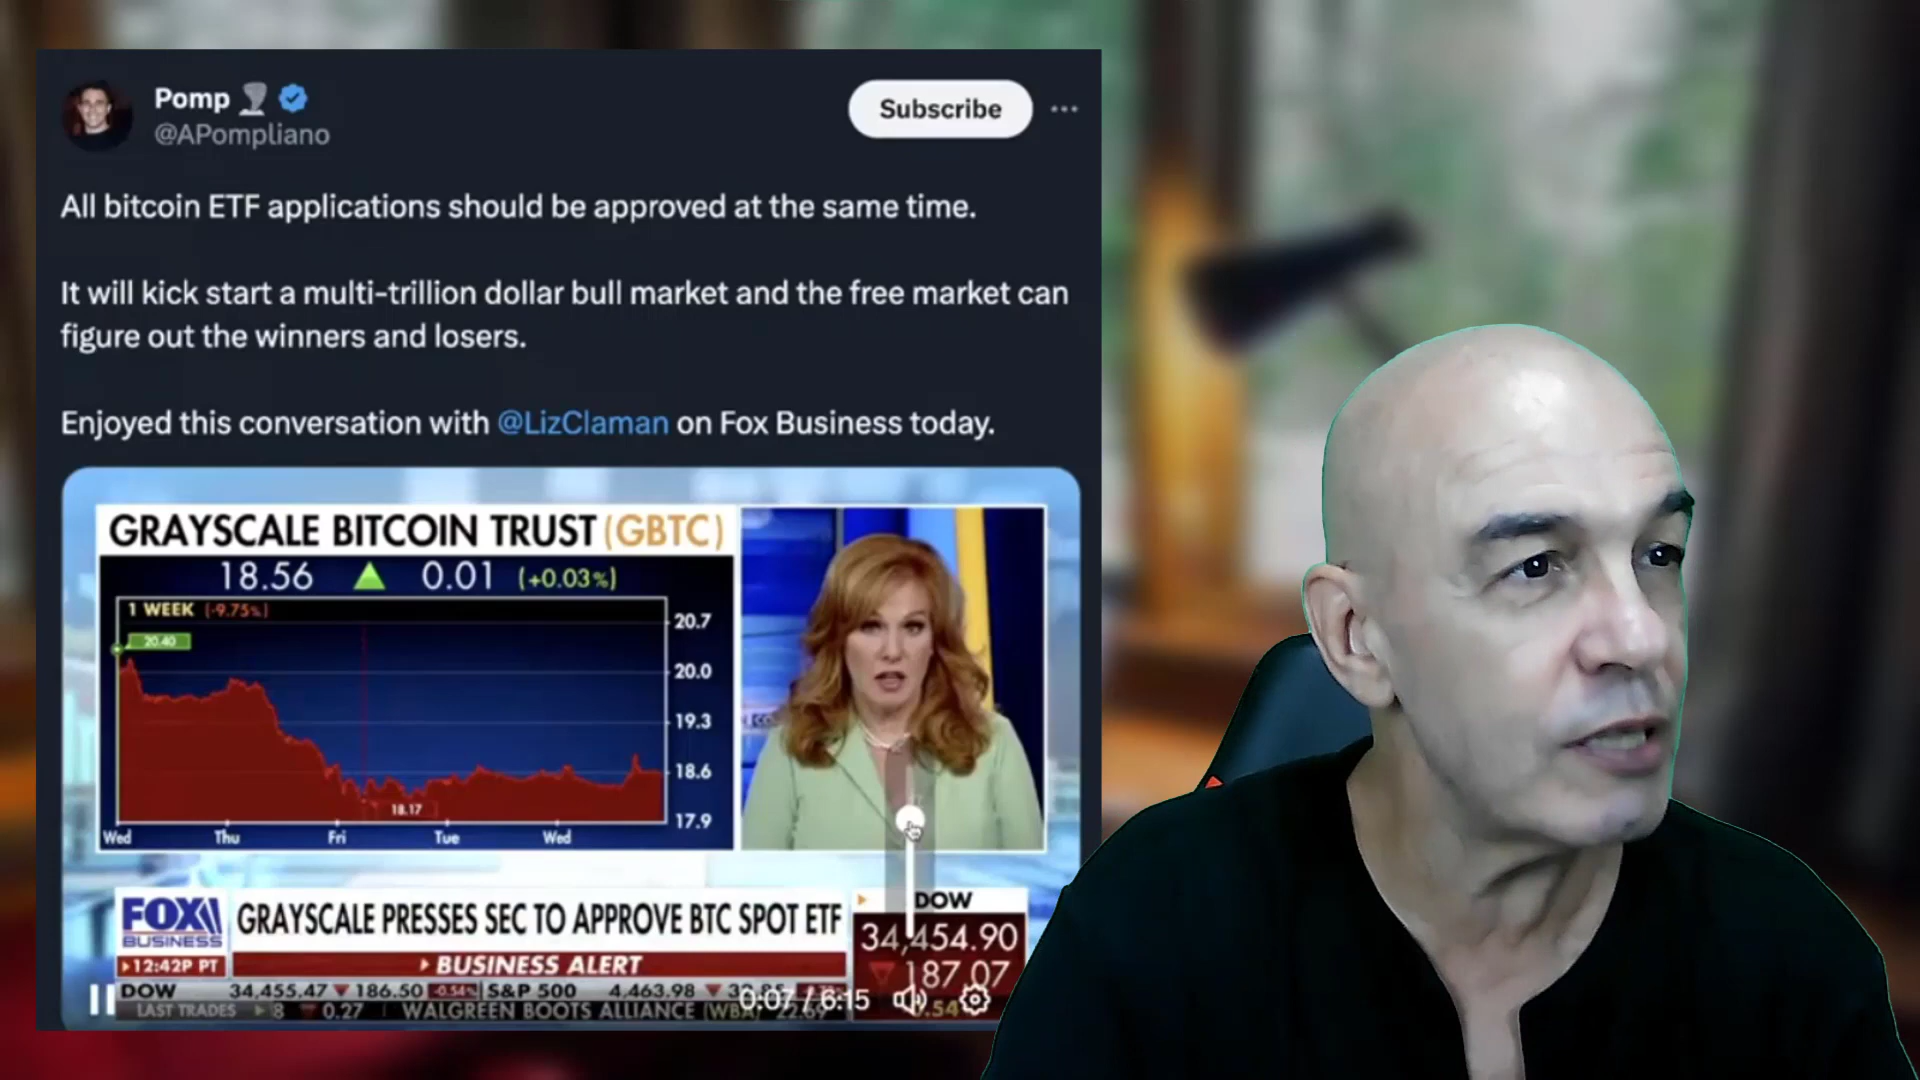 Pomp
@APompliano
Subscribe
All bitcoin ETF applications should be approved at the same time.
It will kick start a multi-trillion dollar bull market and the free market can
figure out the winners and losers.
Enjoyed this conversation with @LizClaman on Fox Business today.
GRAYSCALE BITCOIN TRUST (GBTC)
18.56 ▲ 0.01 (+0.03%)
1 WEEK (-9.75%)
20.40
20.7
20.0
19.3
18.6
17.9
18.17
Wed Thu Fri Tue Wed
FOX
BUSINESS
12:42P PT
GRAYSCALE PRESSES SEC TO APPROVE BTC SPOT ETF
BUSINESS ALERT
DOW
34,454.90
187.07
DOW 34,455.47 ▼ 186.50 -0.54% S&P 500 4,463.98 ▼
0:07 / 6:15
LAST TRADES 8 0.27 WALGREEN BOOTS ALLIANCE (WBA)